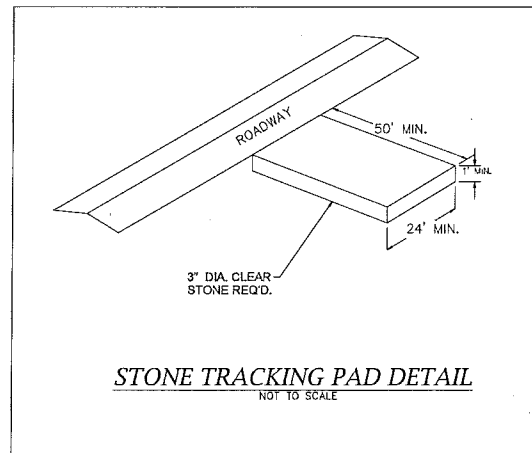 ROADWAY
50' MIN.
1' MIN.
24' MIN.
3" DIA. CLEAR
STONE REQ'D.
STONE TRACKING PAD DETAIL
NOT TO SCALE